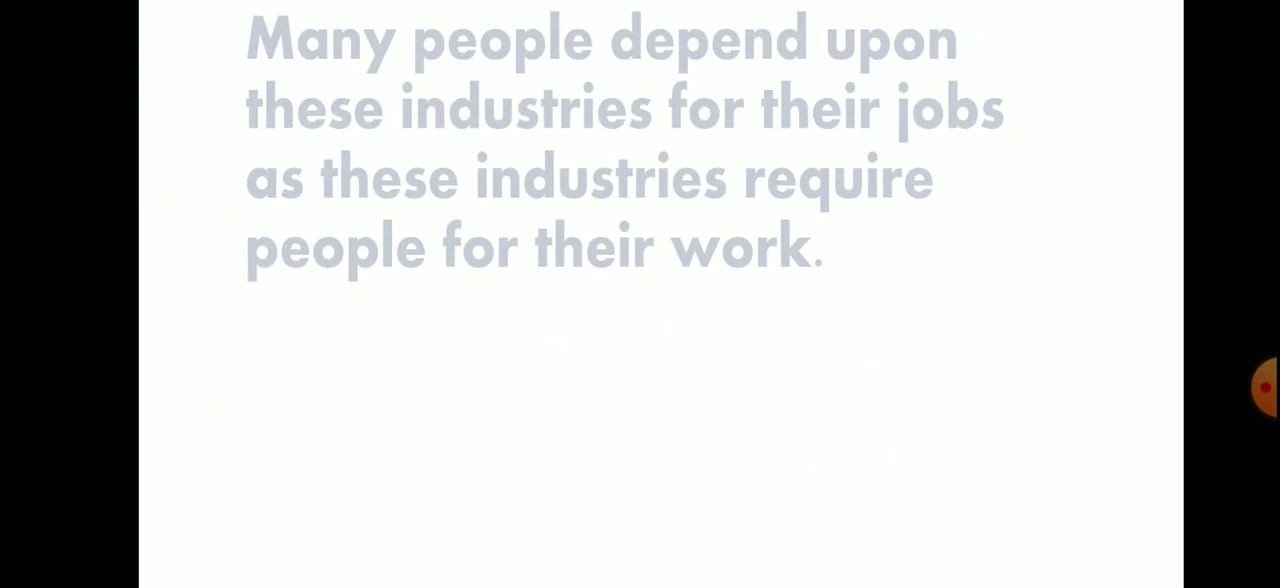 Many people depend upon
these industries for their jobs
as these industries require
people for their work.